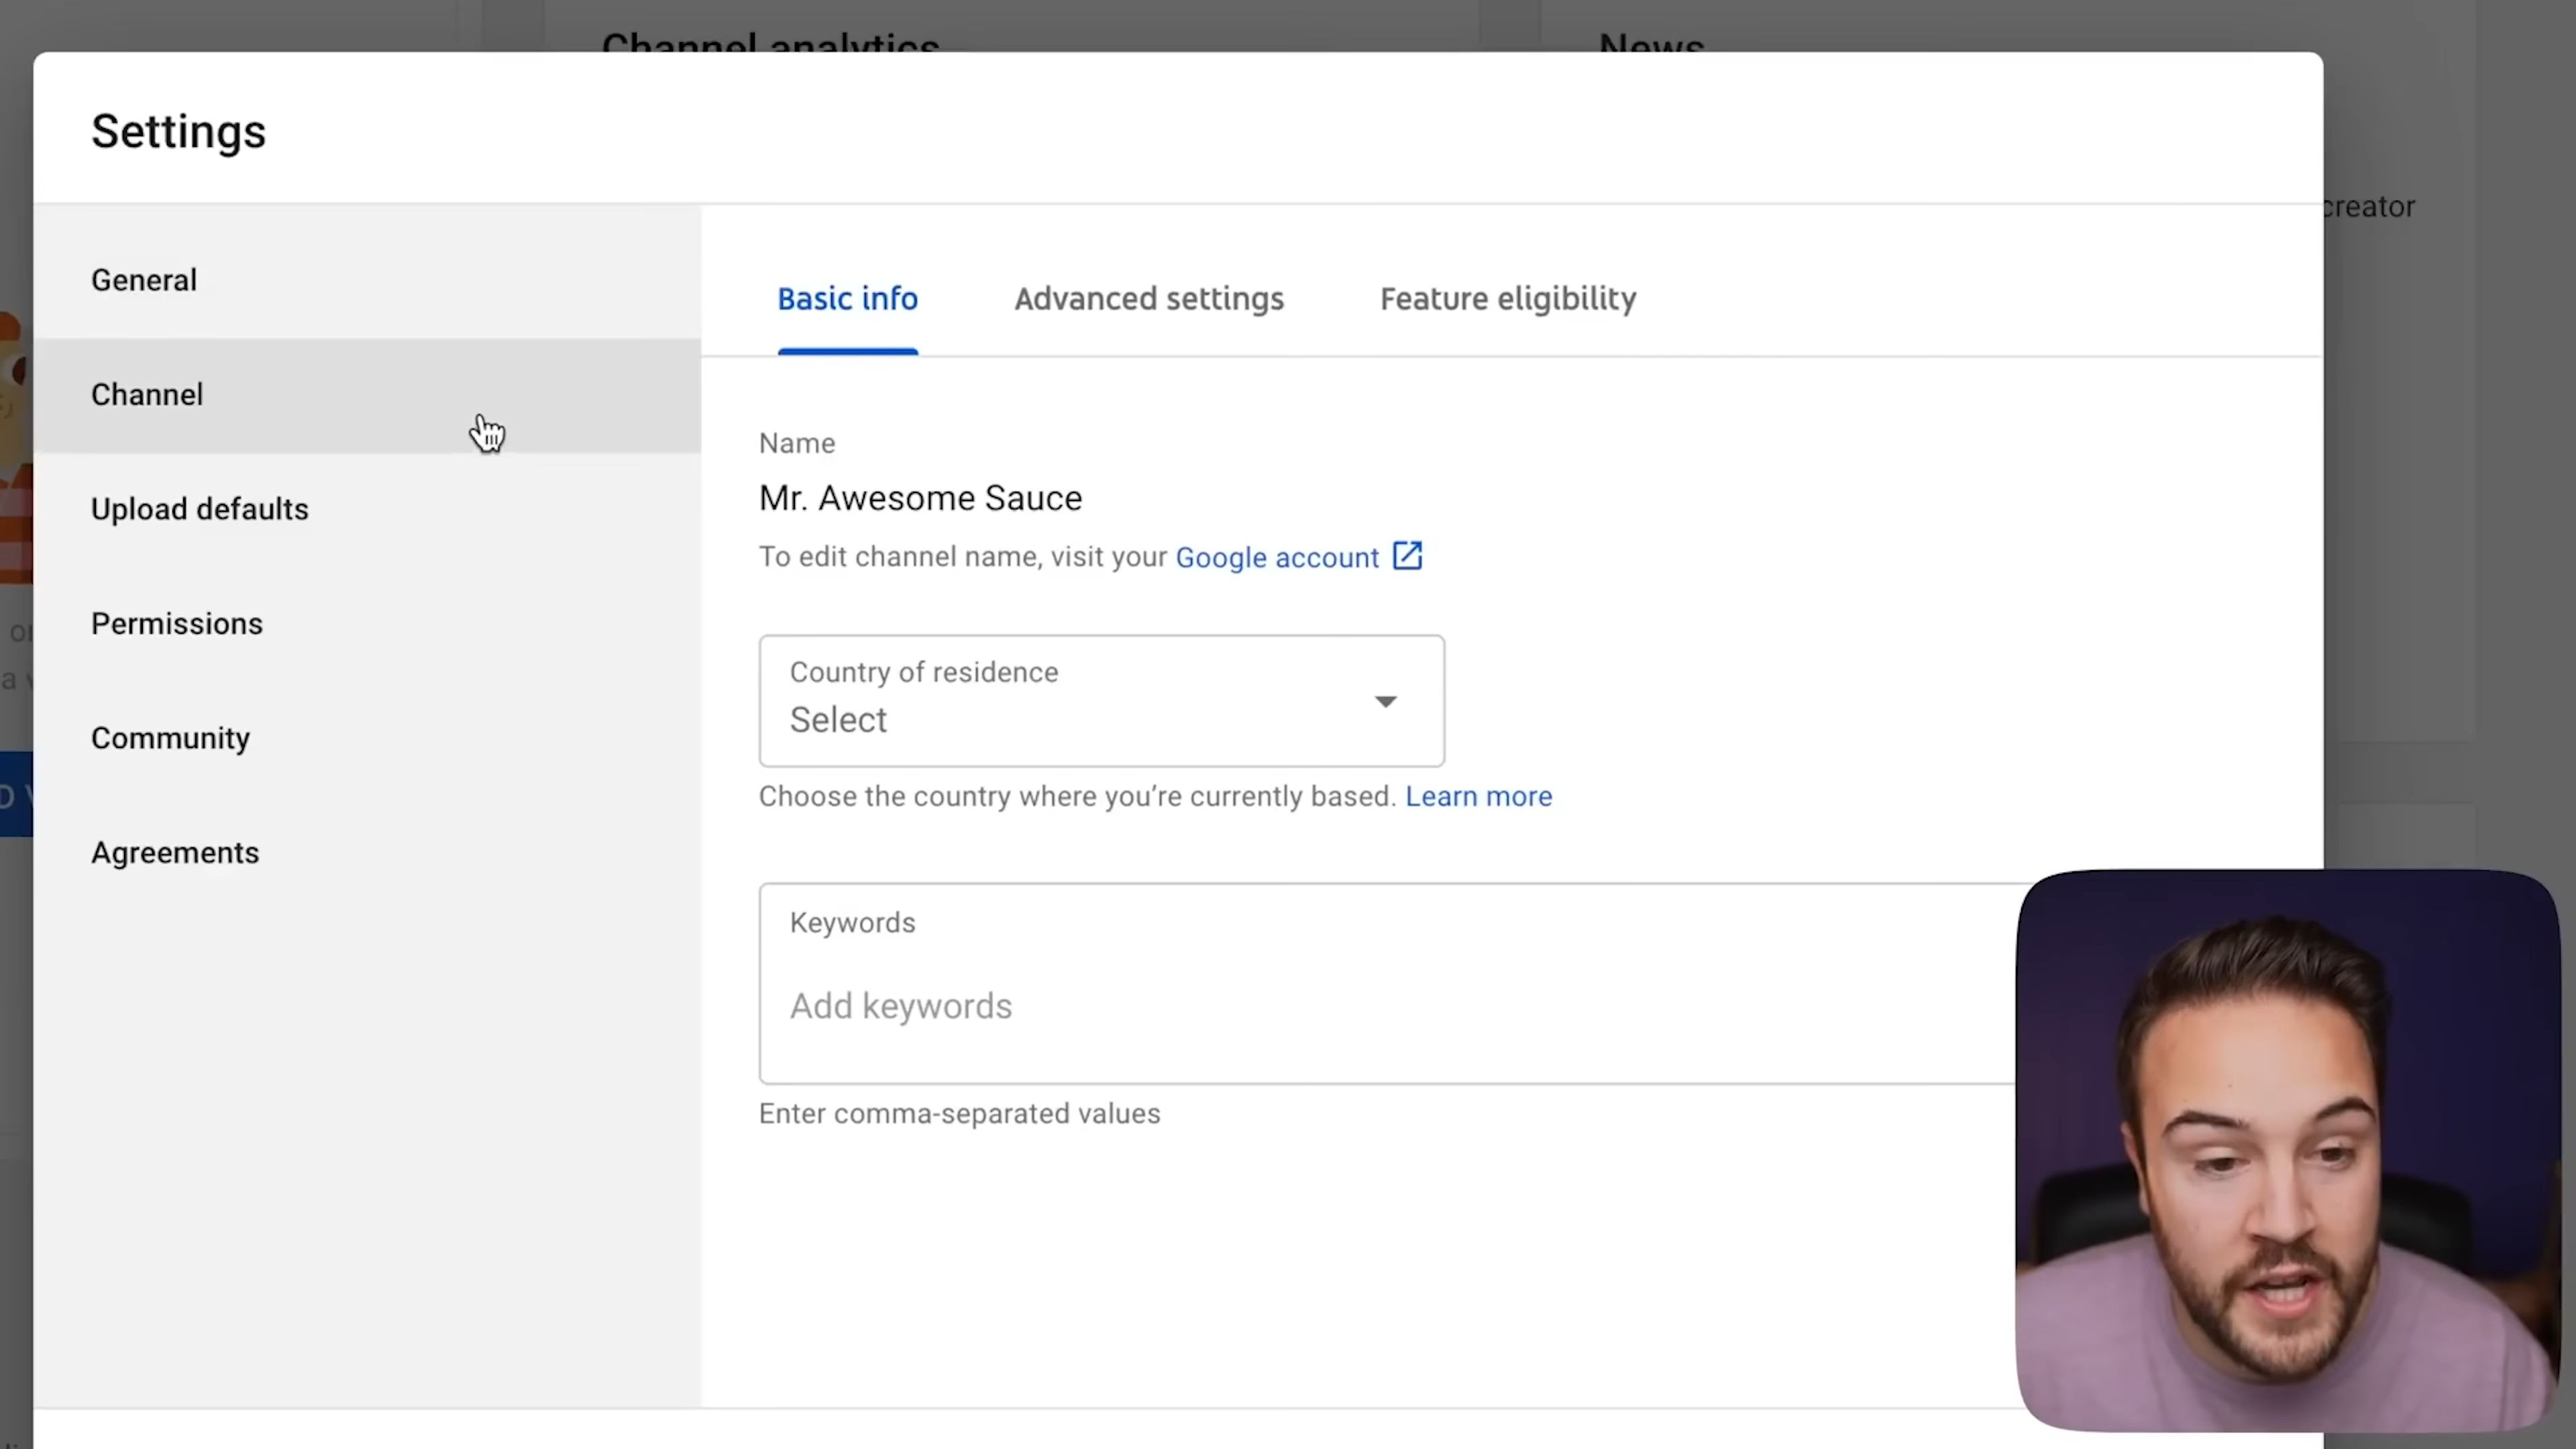 Channel analytics
News
Settings
creator
General
Channel
Upload defaults
Permissions
Community
Agreements
Basic info
Advanced settings
Feature eligibility
Name
Mr. Awesome Sauce
To edit channel name, visit your Google account
Country of residence
Select
Choose the country where you’re currently based. Learn more
Keywords
Add keywords
Enter comma-separated values